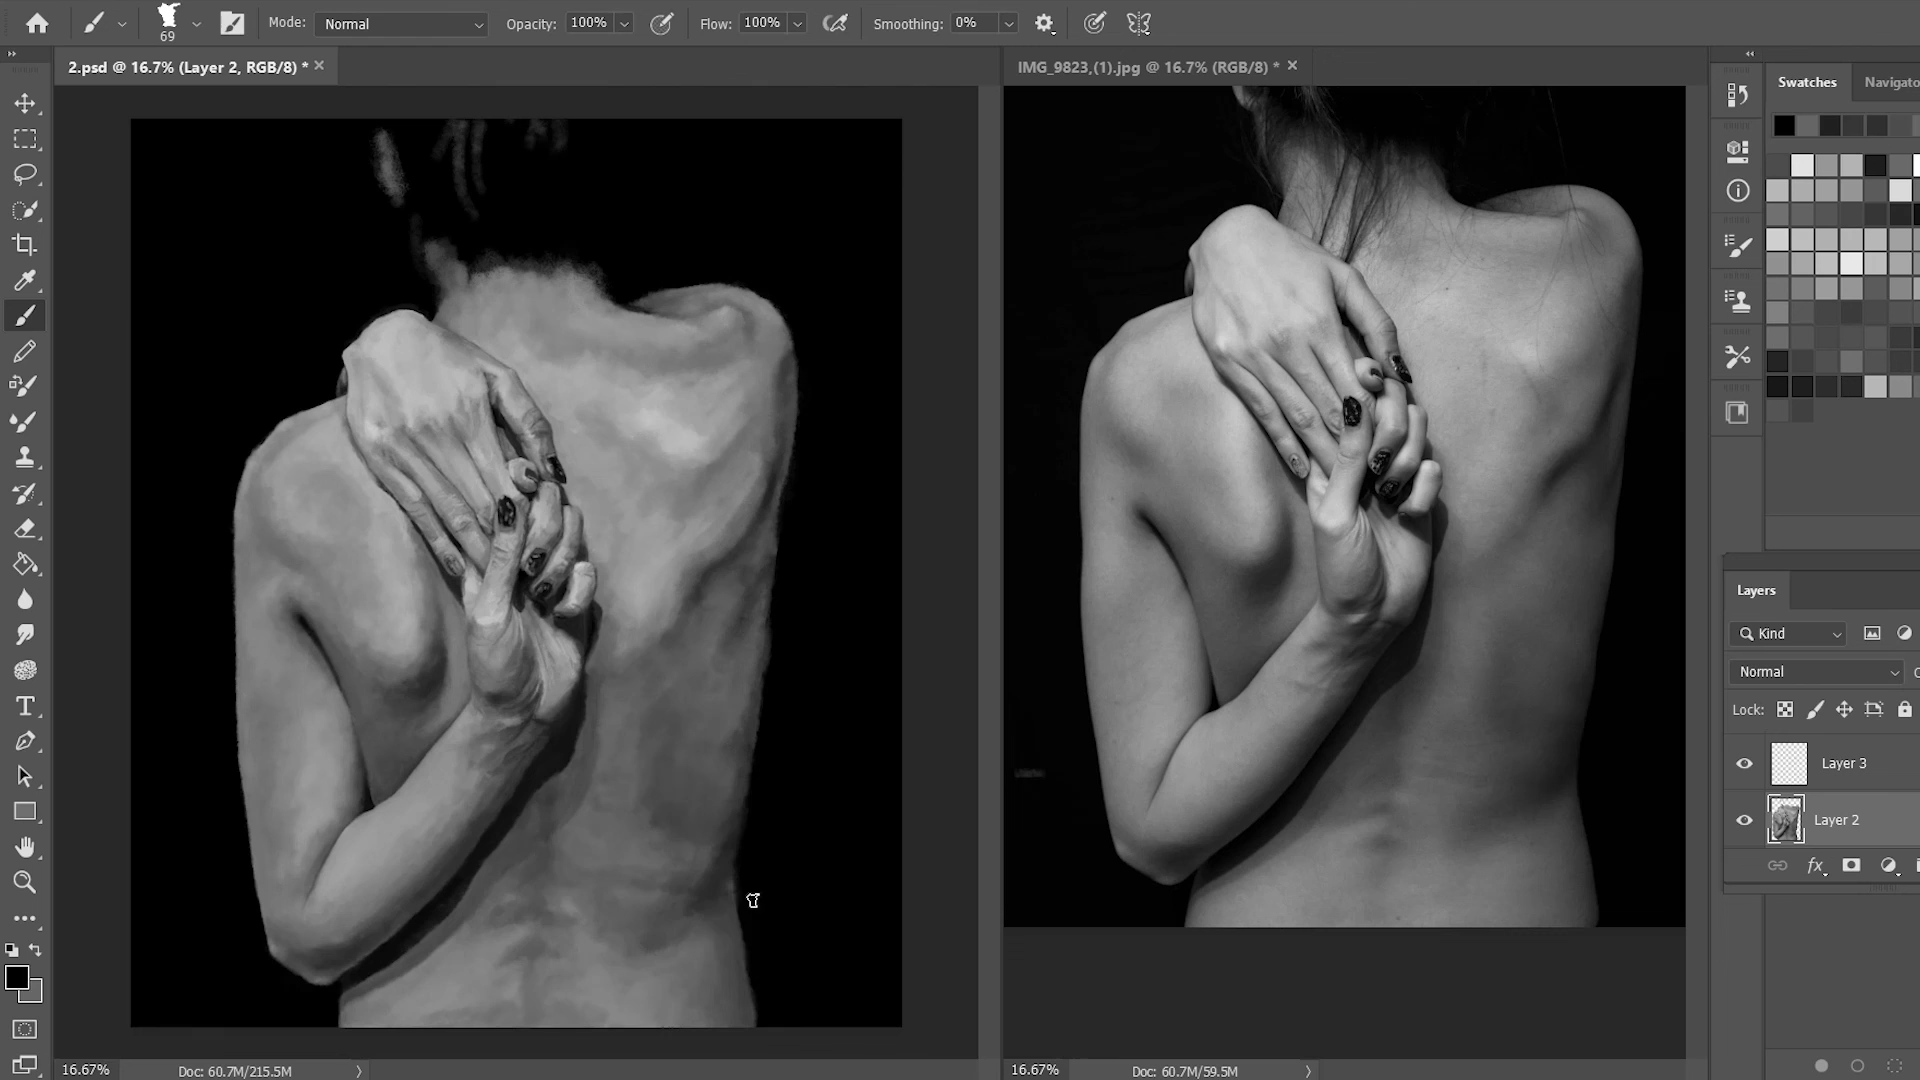 Mode: Normal Opacity: 100% Flow: 100% Smoothing: 0%
69
2.psd @ 16.7% (Layer 2, RGB/8) *
IMG_9823,(1).jpg @ 16.7% (RGB/8) *
Swatches Navigato
Layers
Kind
Normal
Lock:
Layer 3
Layer 2
fx
16.67% Doc: 60.7M/215.5M
16.67% Doc: 60.7M/59.5M